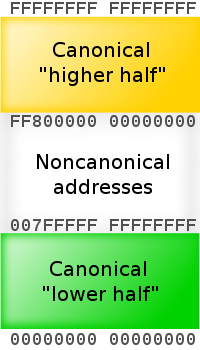 FFFFFFFF FFFFFFFF
Canonical
"higher half"
FF800000 00000000
Noncanonical
addresses
007FFFFF FFFFFFFF
Canonical
"lower half"
00000000 00000000